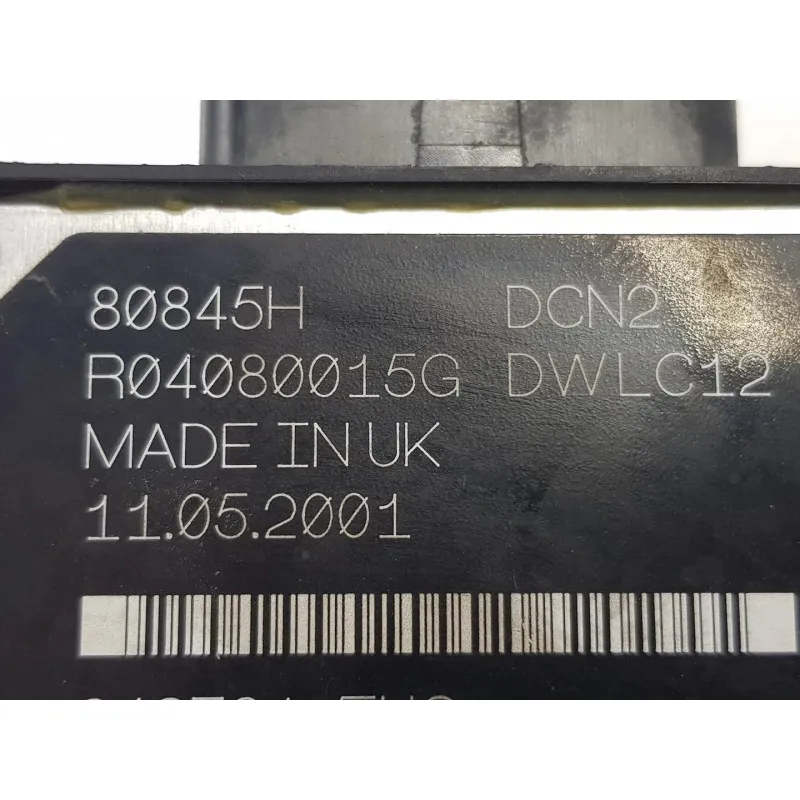 80845H DCN2
R04080015G DWLC12
MADE IN UK
11.05.2001